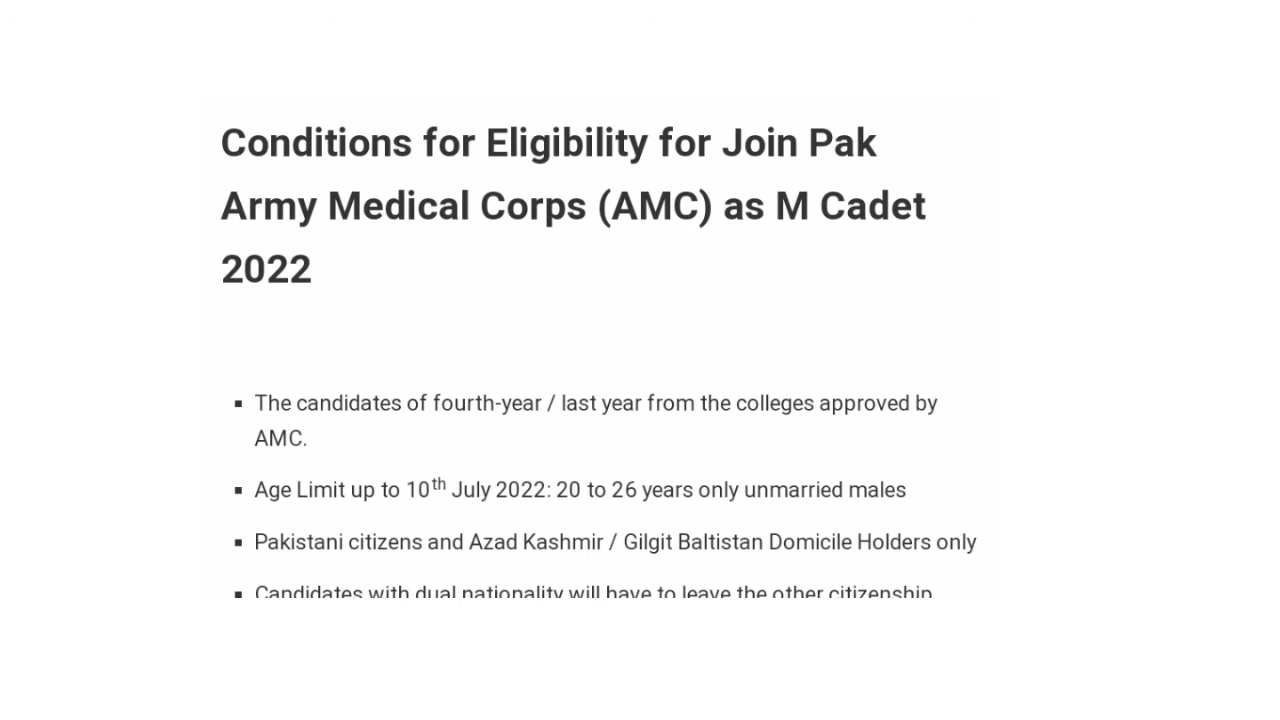 Conditions for Eligibility for Join Pak
Army Medical Corps (AMC) as M Cadet
2022
▪ The candidates of fourth-year / last year from the colleges approved by
AMC.
▪ Age Limit up to 10th July 2022: 20 to 26 years only unmarried males
▪ Pakistani citizens and Azad Kashmir / Gilgit Baltistan Domicile Holders only
▪ Candidates with dual nationality will have to leave the other citizenship